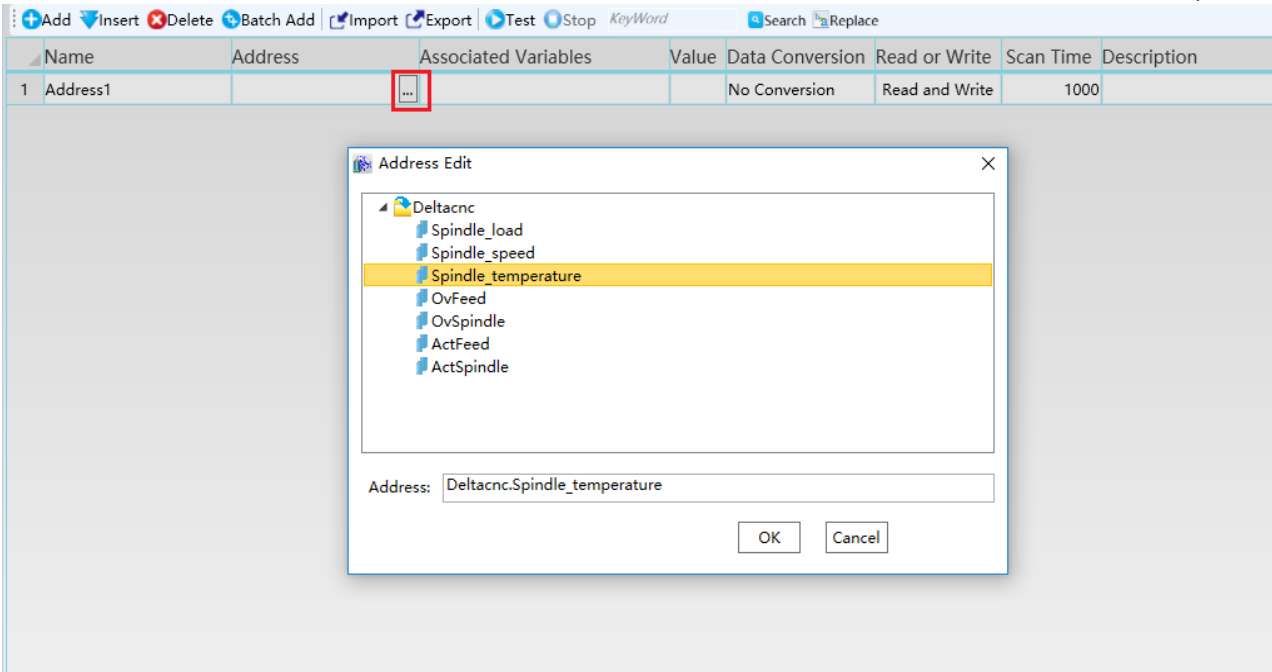 Add Insert Delete Batch Add Import Export Test Stop KeyWord Search Replace
Name Address Associated Variables Value Data Conversion Read or Write Scan Time Description
1 Address1 ... No Conversion Read and Write 1000
Address Edit
Deltacnc
Spindle_load
Spindle_speed
Spindle_temperature
OvFeed
OvSpindle
ActFeed
ActSpindle
Address: Deltacnc.Spindle_temperature
OK Cancel